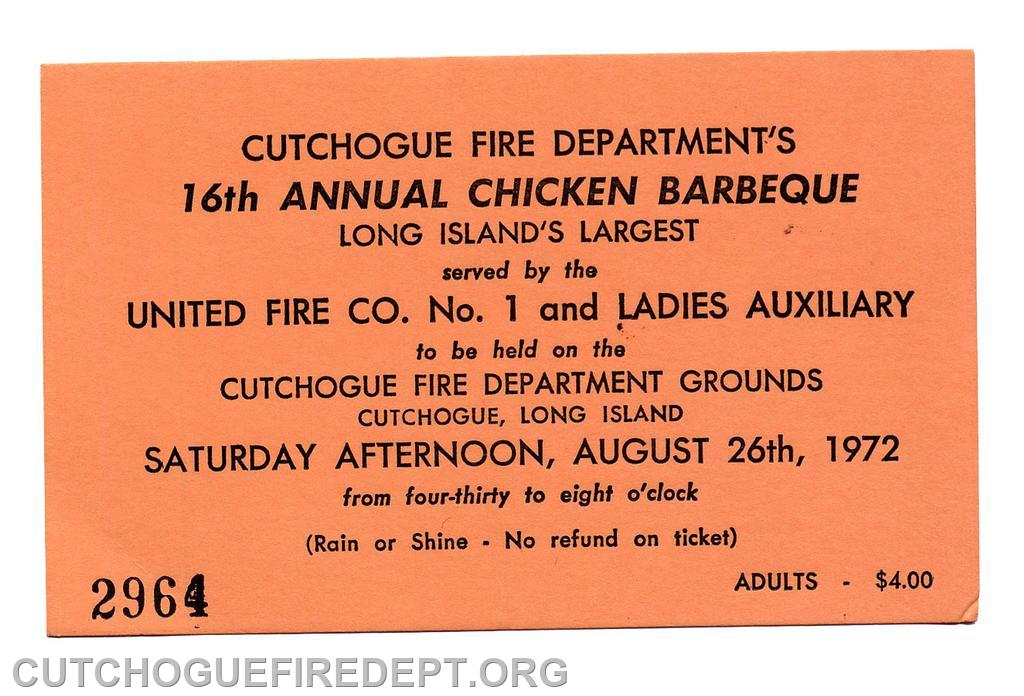 CUTCHOGUE FIRE DEPARTMENT'S
16th ANNUAL CHICKEN BARBEQUE
LONG ISLAND'S LARGEST
served by the
UNITED FIRE CO. No. 1 and LADIES AUXILIARY
to be held on the
CUTCHOGUE FIRE DEPARTMENT GROUNDS
CUTCHOGUE, LONG ISLAND
SATURDAY AFTERNOON, AUGUST 26th, 1972
from four-thirty to eight o'clock
(Rain or Shine - No refund on ticket)
ADULTS - $4.00
2964
CUTCHOGUEFIREDEPT.ORG